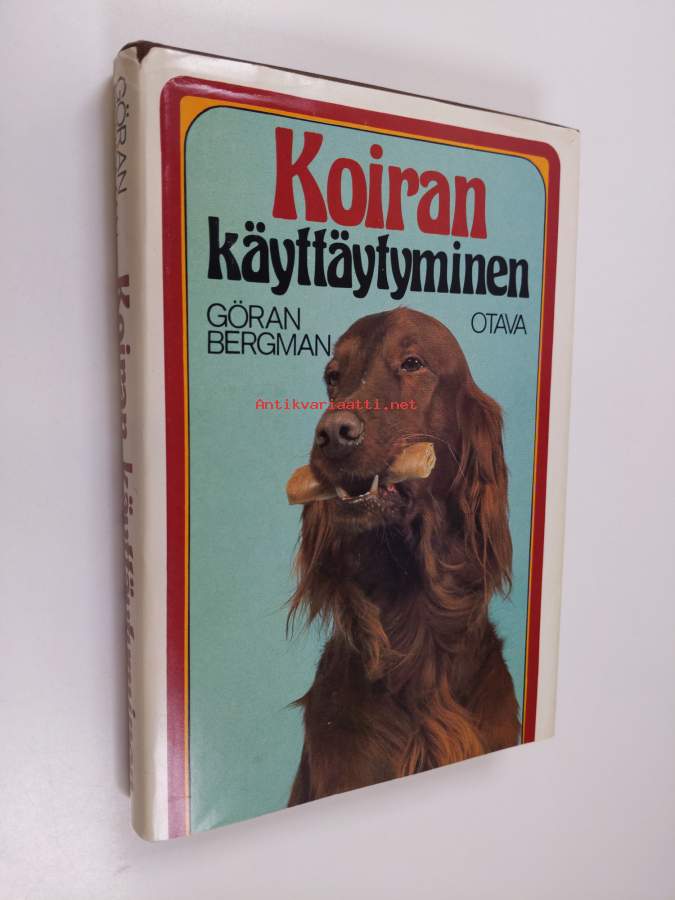 Koiran
käyttäytyminen
GÖRAN
BERGMAN
OTAVA
Antikvariaatti.net
GÖRAN
Koiran käyttäytyminen